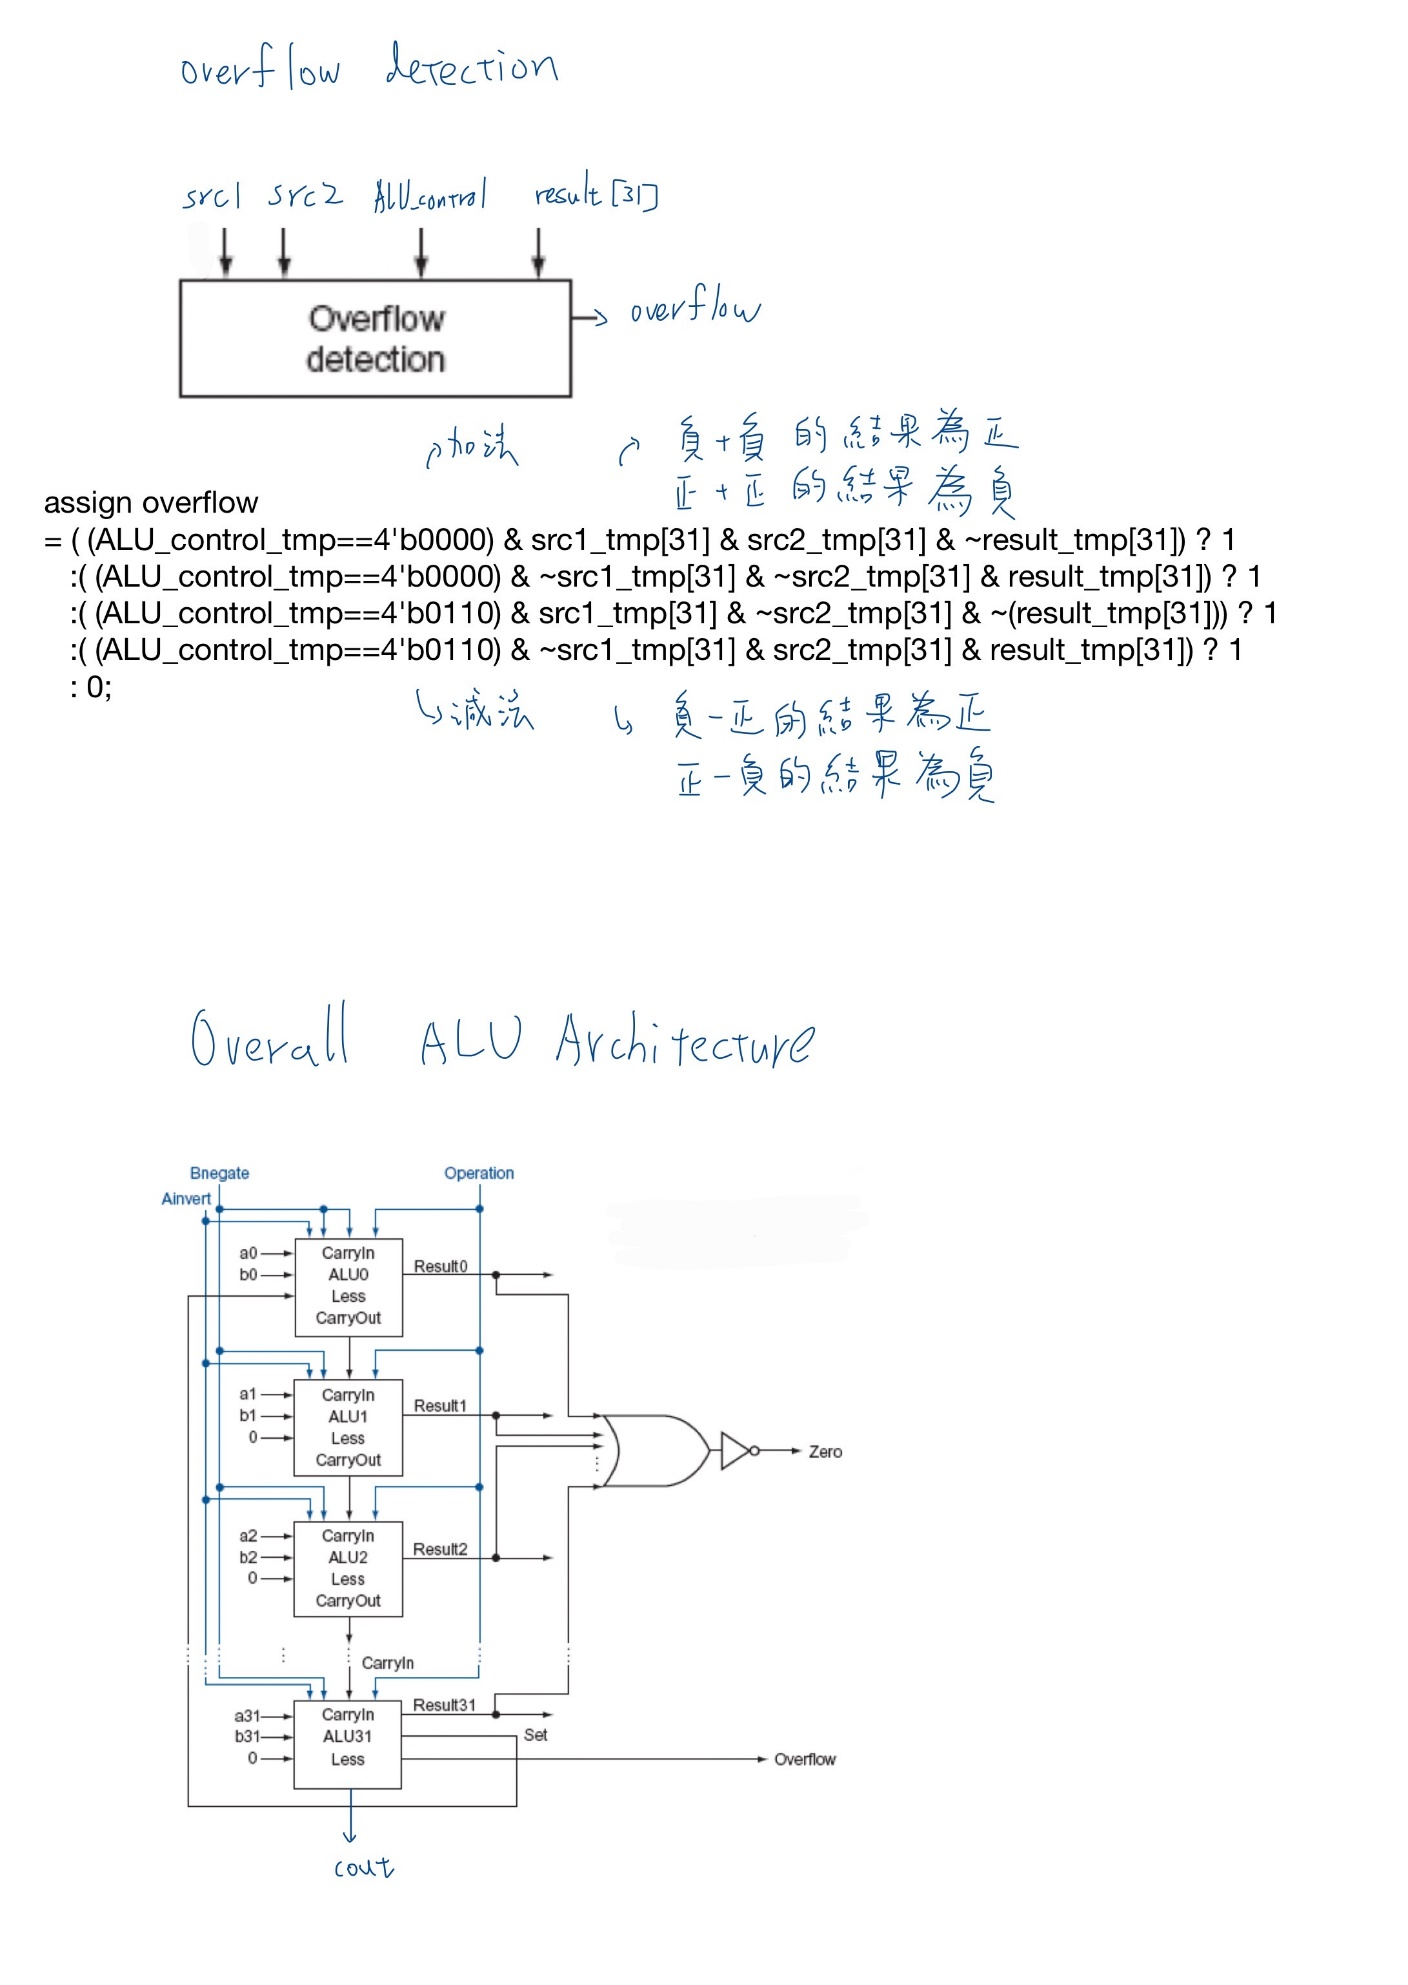 overflow detection
src1 src2 ALU_control result[31]
Overflow
detection
overflow
加法
負+負 的結果為正
正+正 的結果為負
assign overflow
= ( (ALU_control_tmp==4'b0000) & src1_tmp[31] & src2_tmp[31] & ~result_tmp[31]) ? 1
:( (ALU_control_tmp==4'b0000) & ~src1_tmp[31] & ~src2_tmp[31] & result_tmp[31]) ? 1
:( (ALU_control_tmp==4'b0110) & src1_tmp[31] & ~src2_tmp[31] & ~(result_tmp[31])) ? 1
:( (ALU_control_tmp==4'b0110) & ~src1_tmp[31] & src2_tmp[31] & result_tmp[31]) ? 1
: 0;
減法
負-正的結果為正
正-負的結果為負
Overall ALU Architecture
Bnegate
Operation
Ainvert
a0
b0
CarryIn
ALU0
Less
CarryOut
Result0
a1
b1
0
CarryIn
ALU1
Less
CarryOut
Result1
Zero
a2
b2
0
CarryIn
ALU2
Less
CarryOut
Result2
CarryIn
a31
b31
0
CarryIn
ALU31
Less
Result31
Set
Overflow
cout